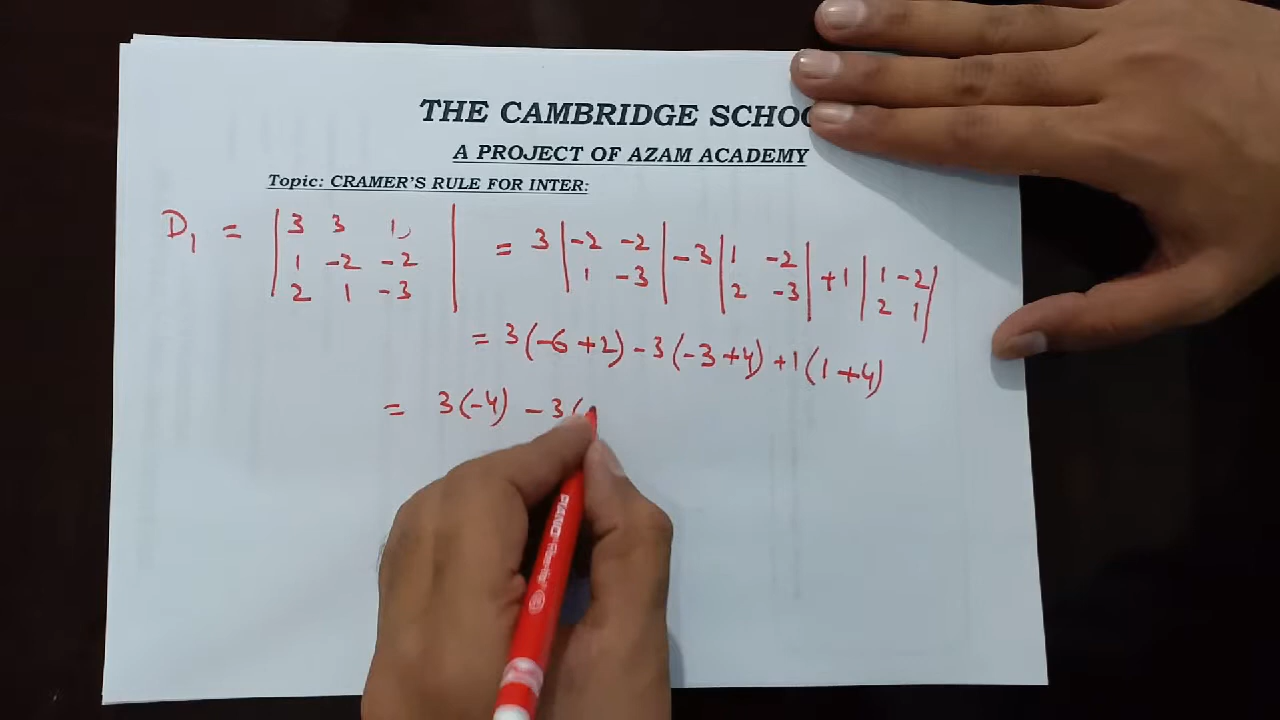 THE CAMBRIDGE SCHOO
A PROJECT OF AZAM ACADEMY
Topic: CRAMER'S RULE FOR INTER:
D₁ = | 3 3 1 | = 3 | -2 -2 | - 3 | 1 -2 | + 1 | 1 -2 |
| 1 -2 -2 | | 1 -3 | | 2 -3 | | 2 1 |
| 2 1 -3 |
= 3(-6+2) - 3(-3+4) + 1(1+4)
= 3(-4) - 3(
PIANO